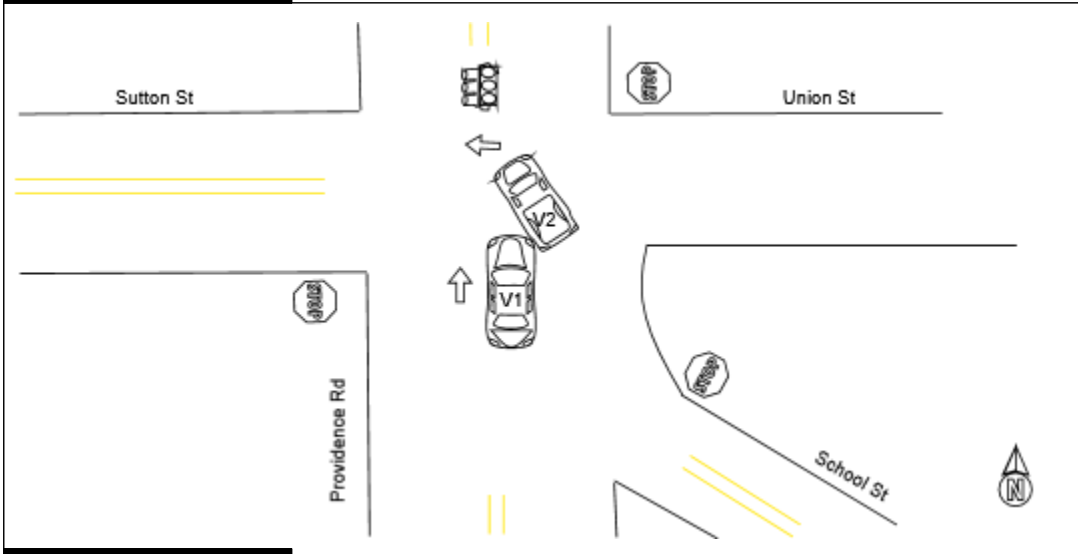 STOP
Sutton St
Union St
V2
V1
STOP
STOP
Providence Rd
School St
N